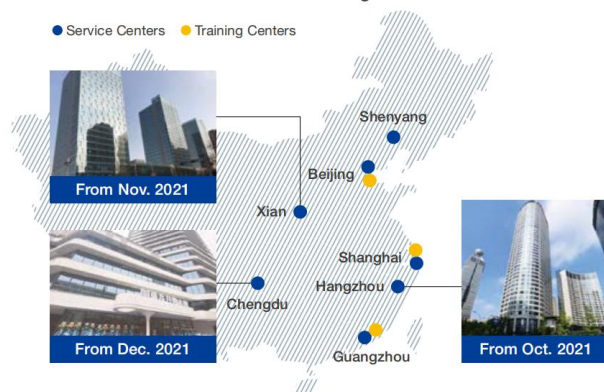 Service Centers
Training Centers
Shenyang
From Nov. 2021
Beijing
Xian
Shanghai
Hangzhou
Chengdu
From Dec. 2021
Guangzhou
From Oct. 2021